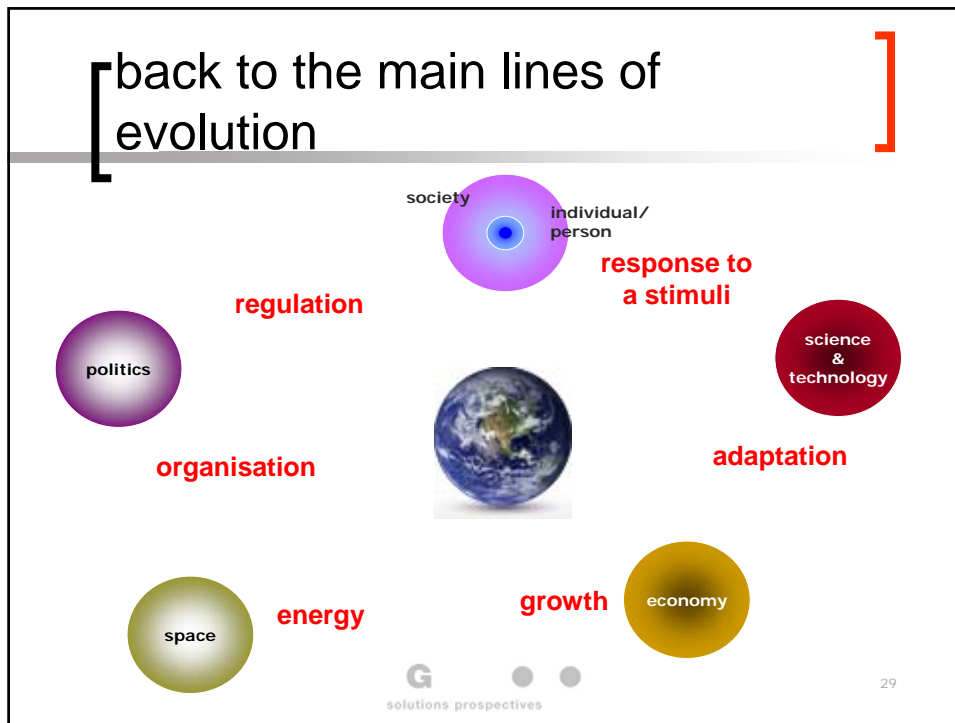 back to the main lines of
evolution
society
individual/
person
response to
a stimuli
regulation
science
&
technology
politics
organisation
adaptation
energy
growth
economy
space
G
solutions prospectives
29